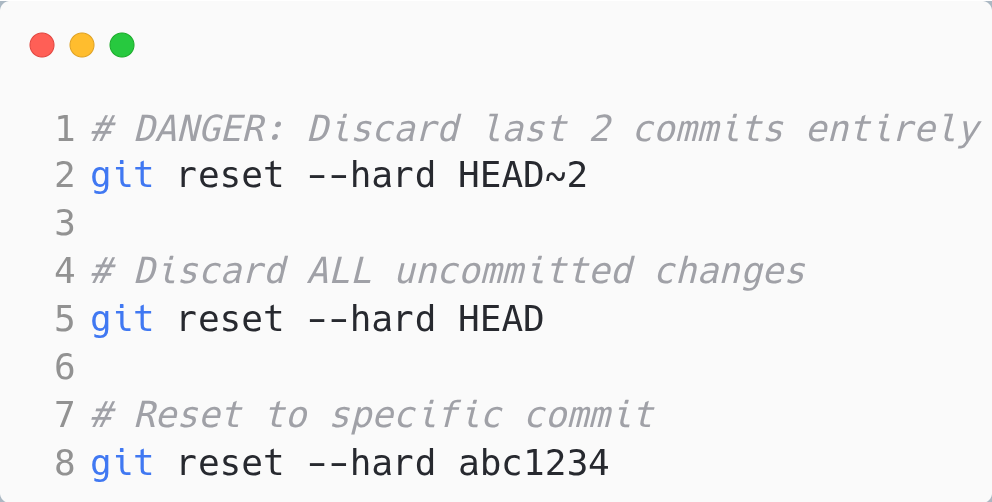 1 # DANGER: Discard last 2 commits entirely
2 git reset --hard HEAD~2
3
4 # Discard ALL uncommitted changes
5 git reset --hard HEAD
6
7 # Reset to specific commit
8 git reset --hard abc1234